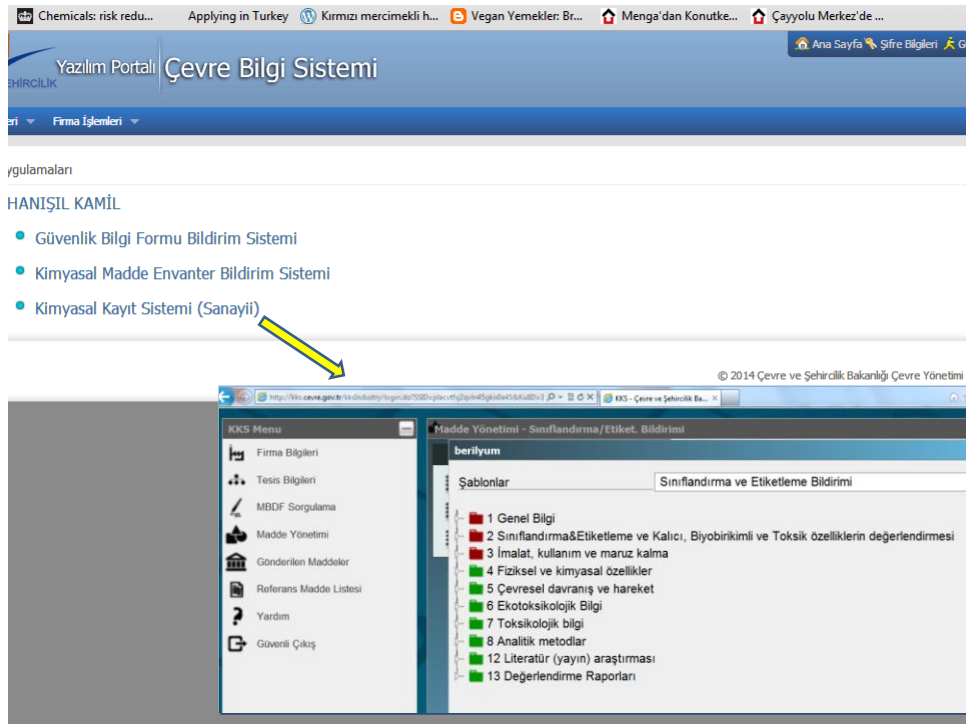 Chemicals: risk redu... Applying in Turkey Kırmızı mercimekli h... Vegan Yemekler: Br... Menga'dan Konutke... Çayyolu Merkez'de ...
Ana Sayfa Şifre Bilgileri G
EHİRCİLİK Yazılım Portalı Çevre Bilgi Sistemi
eri Firma İşlemleri
ygulamaları
HANIŞIL KAMİL
Güvenlik Bilgi Formu Bildirim Sistemi
Kimyasal Madde Envanter Bildirim Sistemi
Kimyasal Kayıt Sistemi (Sanayii)
© 2014 Çevre ve Şehircilik Bakanlığı Çevre Yönetimi
KKS - Çevre ve Şehircilik Ba...
KKS Menu
Firma Bilgileri
Tesis Bilgileri
MBDF Sorgulama
Madde Yönetimi
Gönderilen Maddeler
Referans Madde Listesi
Yardım
Güvenli Çıkış
Madde Yönetimi - Sınıflandırma/Etiket. Bildirimi
berilyum
Şablonlar Sınıflandırma ve Etiketleme Bildirimi
1 Genel Bilgi
2 Sınıflandırma&Etiketleme ve Kalıcı, Biyobirikimli ve Toksik özelliklerin değerlendirmesi
3 İmalat, kullanım ve maruz kalma
4 Fiziksel ve kimyasal özellikler
5 Çevresel davranış ve hareket
6 Ekotoksikolojik Bilgi
7 Toksikolojik bilgi
8 Analitik metodlar
12 Literatür (yayın) araştırması
13 Değerlendirme Raporları